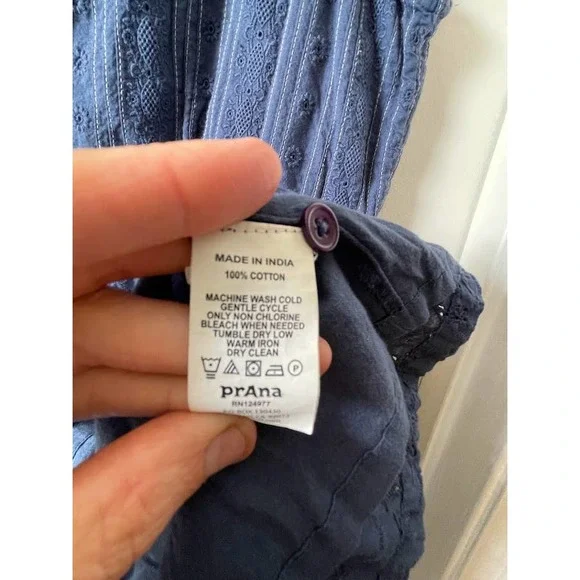 MADE IN INDIA
100% COTTON
MACHINE WASH COLD
GENTLE CYCLE
ONLY NON CHLORINE
BLEACH WHEN NEEDED
TUMBLE DRY LOW
WARM IRON
DRY CLEAN
P
prAna
RN124977